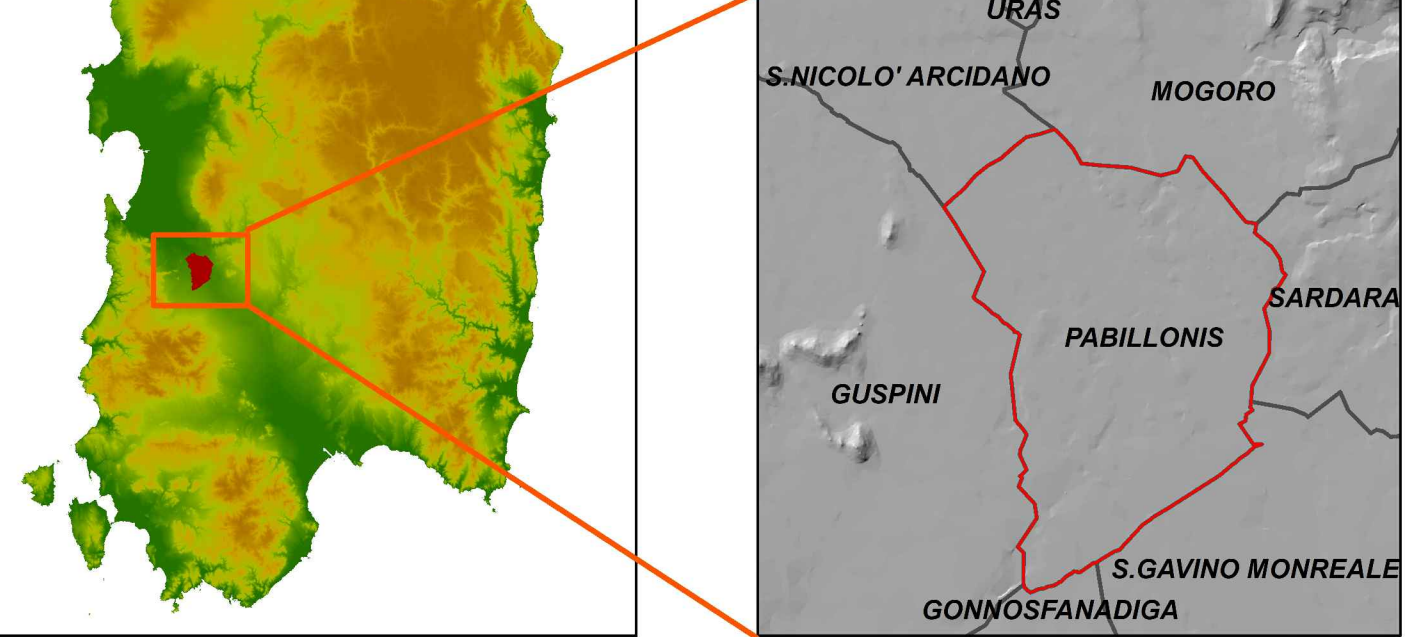 URAS
S.NICOLO' ARCIDANO
MOGORO
SARDARA
PABILLONIS
GUSPINI
S.GAVINO MONREALE
GONNOSFANADIGA